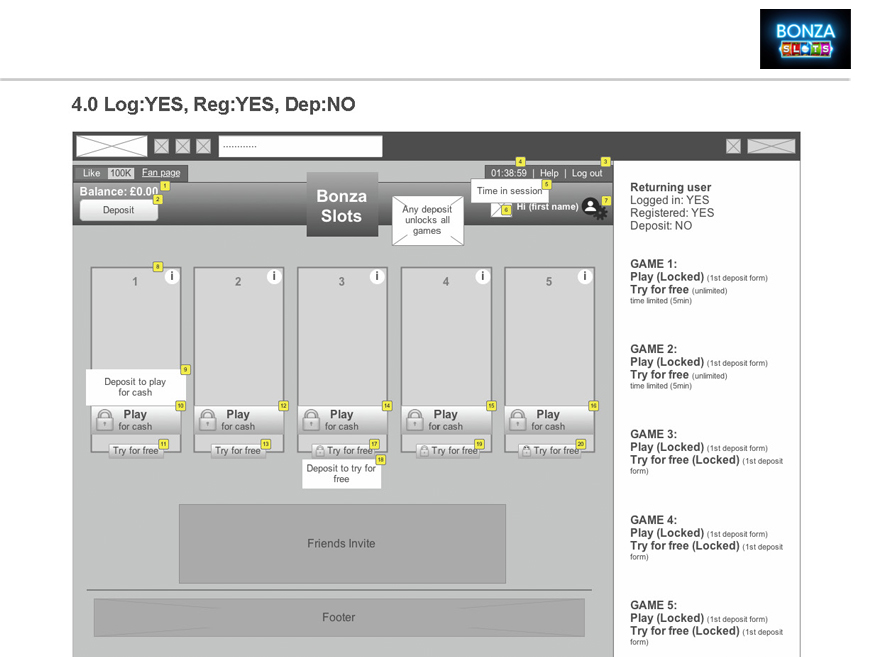 BONZA
SLOTS
4.0 Log:YES, Reg:YES, Dep:NO
············
Like 100K Fan page
4 3
01:38:59 | Help | Log out
Balance: £0.00 1
Deposit 2
Bonza
Slots
Any deposit
unlocks all
games
Time in session 5
6 Hi (first name) 7
1 8 i
2 i
3 i
4 i
5 i
Deposit to play
for cash
9
Play
for cash
10
Play
for cash
12
Play
for cash
14
Play
for cash
15
Play
for cash
16
Try for free 11
Try for free 13
Try for free 17
Try for free 19
Try for free 20
Deposit to try for
free
18
Friends Invite
Footer
Returning user
Logged in: YES
Registered: YES
Deposit: NO
GAME 1:
Play (Locked) (1st deposit form)
Try for free (unlimited)
time limited (5min)
GAME 2:
Play (Locked) (1st deposit form)
Try for free (unlimited)
time limited (5min)
GAME 3:
Play (Locked) (1st deposit form)
Try for free (Locked) (1st deposit
form)
GAME 4:
Play (Locked) (1st deposit form)
Try for free (Locked) (1st deposit
form)
GAME 5:
Play (Locked) (1st deposit form)
Try for free (Locked) (1st deposit
form)